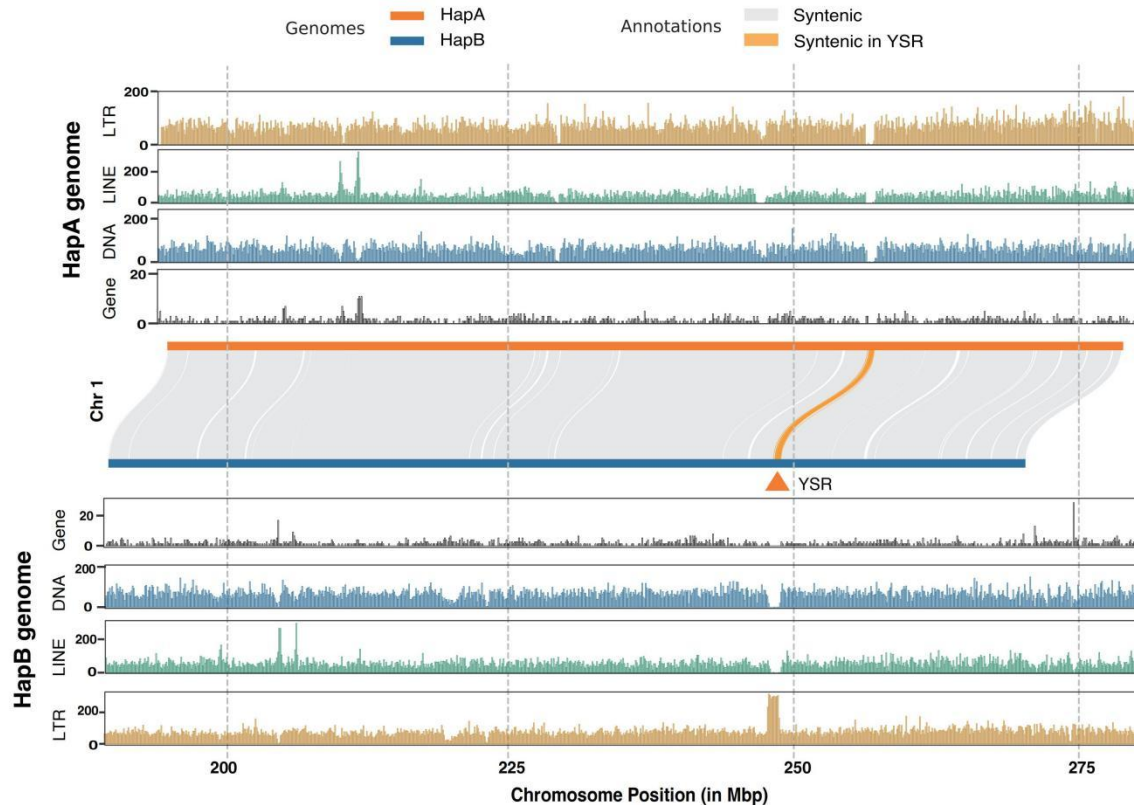 Genomes
HapA
HapB
Annotations
Syntenic
Syntenic in YSR
HapA genome
LTR
200
0
LINE
200
0
DNA
200
0
Gene
20
0
Chr 1
YSR
HapB genome
Gene
20
0
DNA
200
0
LINE
200
0
LTR
200
0
200 225 250 275
Chromosome Position (in Mbp)